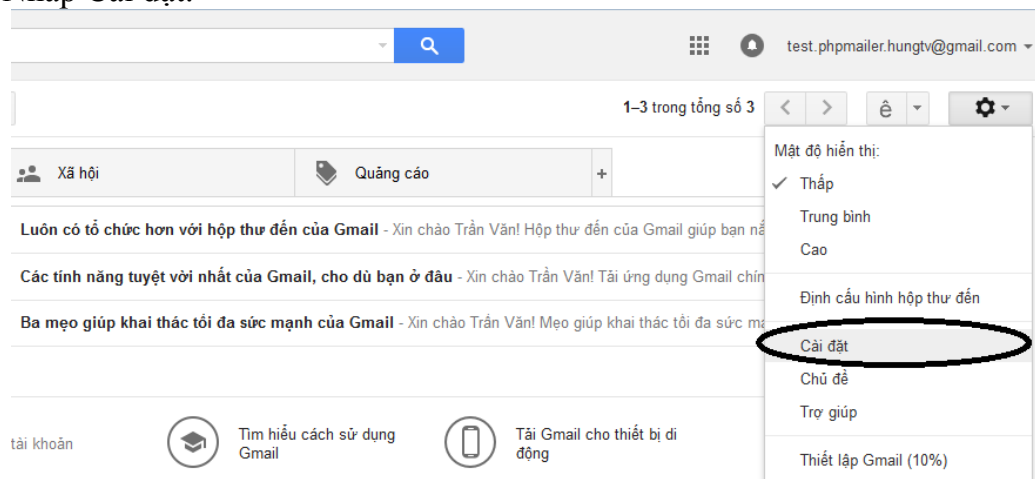 Nhấp Cài đặt.
test.phpmailer.hungtv@gmail.com
1–3 trong tổng số 3
ê
Mật độ hiển thị:
Xã hội
Quảng cáo
+
Thấp
Trung bình
Cao
Luôn có tổ chức hơn với hộp thư đến của Gmail - Xin chào Trần Văn! Hộp thư đến của Gmail giúp bạn
Các tính năng tuyệt vời nhất của Gmail, cho dù bạn ở đâu - Xin chào Trần Văn! Tải ứng dụng Gmail
Định cấu hình hộp thư đến
Ba mẹo giúp khai thác tối đa sức mạnh của Gmail - Xin chào Trần Văn! Mẹo giúp khai thác tối đa sức
Cài đặt
Chủ đề
Trợ giúp
tài khoản
Tìm hiểu cách sử dụng
Gmail
Tải Gmail cho thiết bị di
động
Thiết lập Gmail (10%)